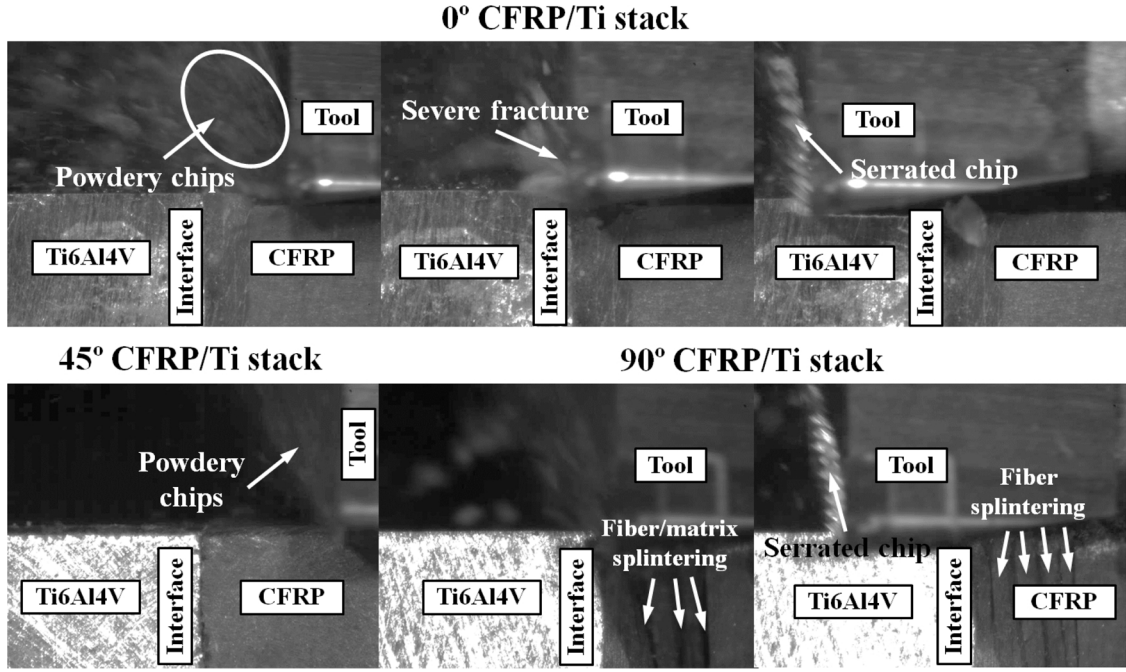 0º CFRP/Ti stack
Powdery chips
Tool
Ti6Al4V
Interface
CFRP
Severe fracture
Tool
Ti6Al4V
Interface
CFRP
Tool
Serrated chip
Ti6Al4V
Interface
CFRP
45º CFRP/Ti stack
Powdery
chips
Tool
Ti6Al4V
Interface
CFRP
90º CFRP/Ti stack
Tool
Fiber/matrix
splintering
Ti6Al4V
Interface
Tool
Fiber
splintering
Serrated chip
Ti6Al4V
Interface
CFRP